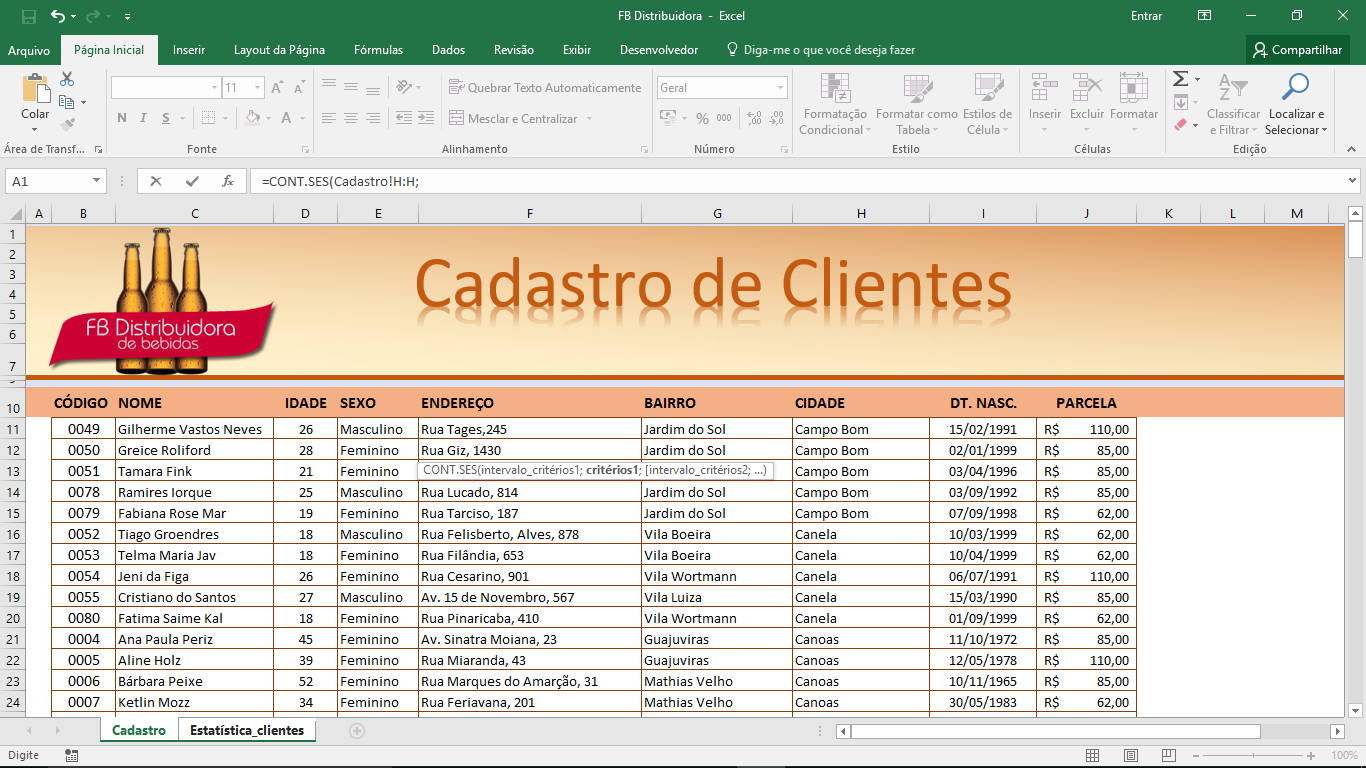 FB Distribuidora - Excel
Entrar
Arquivo Página Inicial Inserir Layout da Página Fórmulas Dados Revisão Exibir Desenvolvedor Diga-me o que você deseja fazer Compartilhar
Colar
11
N I S
A A
A
Quebrar Texto Automaticamente
Mesclar e Centralizar
Geral
% 000
Formatação Condicional
Formatar como Tabela
Estilos de Célula
Inserir Excluir Formatar
Classificar e Filtrar
Localizar e Selecionar
Área de Transf... Fonte Alinhamento Número Estilo Células Edição
A1 fx =CONT.SES(Cadastro!H:H;
A B C D E F G H I J K L M
1
2
3
4
5
6
7
Cadastro de Clientes
FB Distribuidora
de bebidas
10 CÓDIGO NOME IDADE SEXO ENDEREÇO BAIRRO CIDADE DT. NASC. PARCELA
11 0049 Gilherme Vastos Neves 26 Masculino Rua Tages,245 Jardim do Sol Campo Bom 15/02/1991 R$ 110,00
12 0050 Greice Roliford 28 Feminino Rua Giz, 1430 Jardim do Sol Campo Bom 02/01/1999 R$ 85,00
13 0051 Tamara Fink 21 Feminino CONT.SES(intervalo_critérios1; critérios1; [intervalo_critérios2; ...) Campo Bom 03/04/1996 R$ 85,00
14 0078 Ramires Iorque 25 Masculino Rua Lucado, 814 Jardim do Sol Campo Bom 03/09/1992 R$ 85,00
15 0079 Fabiana Rose Mar 19 Feminino Rua Tarciso, 187 Jardim do Sol Campo Bom 07/09/1998 R$ 62,00
16 0052 Tiago Groendres 18 Masculino Rua Felisberto, Alves, 878 Vila Boeira Canela 10/03/1999 R$ 62,00
17 0053 Telma Maria Jav 18 Feminino Rua Filândia, 653 Vila Boeira Canela 10/04/1999 R$ 62,00
18 0054 Jeni da Figa 26 Feminino Rua Cesarino, 901 Vila Wortmann Canela 06/07/1991 R$ 110,00
19 0055 Cristiano do Santos 27 Masculino Av. 15 de Novembro, 567 Vila Luiza Canela 15/03/1990 R$ 85,00
20 0080 Fatima Saime Kal 18 Feminino Rua Pinaricaba, 410 Vila Wortmann Canela 01/09/1999 R$ 62,00
21 0004 Ana Paula Periz 45 Feminino Av. Sinatra Moiana, 23 Guajuviras Canoas 11/10/1972 R$ 85,00
22 0005 Aline Holz 39 Feminino Rua Miaranda, 43 Guajuviras Canoas 12/05/1978 R$ 110,00
23 0006 Bárbara Peixe 52 Feminino Rua Marques do Amarção, 31 Mathias Velho Canoas 10/11/1965 R$ 85,00
24 0007 Ketlin Mozz 34 Feminino Rua Feriavana, 201 Mathias Velho Canoas 30/05/1983 R$ 62,00
Cadastro Estatística_clientes
Digite 100%